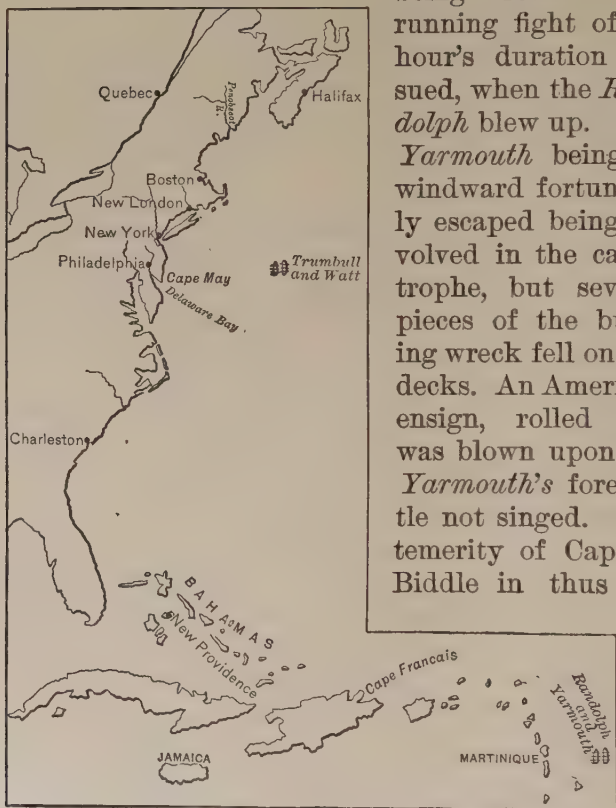 running fight of
hour's duration
sued, when the R
dolph blew up.
Yarmouth being
windward fortun
ly escaped being
volved in the ca
trophe, but sev
pieces of the bu
ing wreck fell on
decks. An Ameri
ensign, rolled
was blown upon
Yarmouth's fore
tle not singed.
temerity of Cap
Biddle in thus
Quebec
Penobscot
R.
Halifax
Boston
New London
New York
Philadelphia
Cape May
Delaware Bay
Trumbull
and Watt
Charleston
BAHAMAS
New Providence
Cape Francais
JAMAICA
MARTINIQUE
Randolph
and
Yarmouth